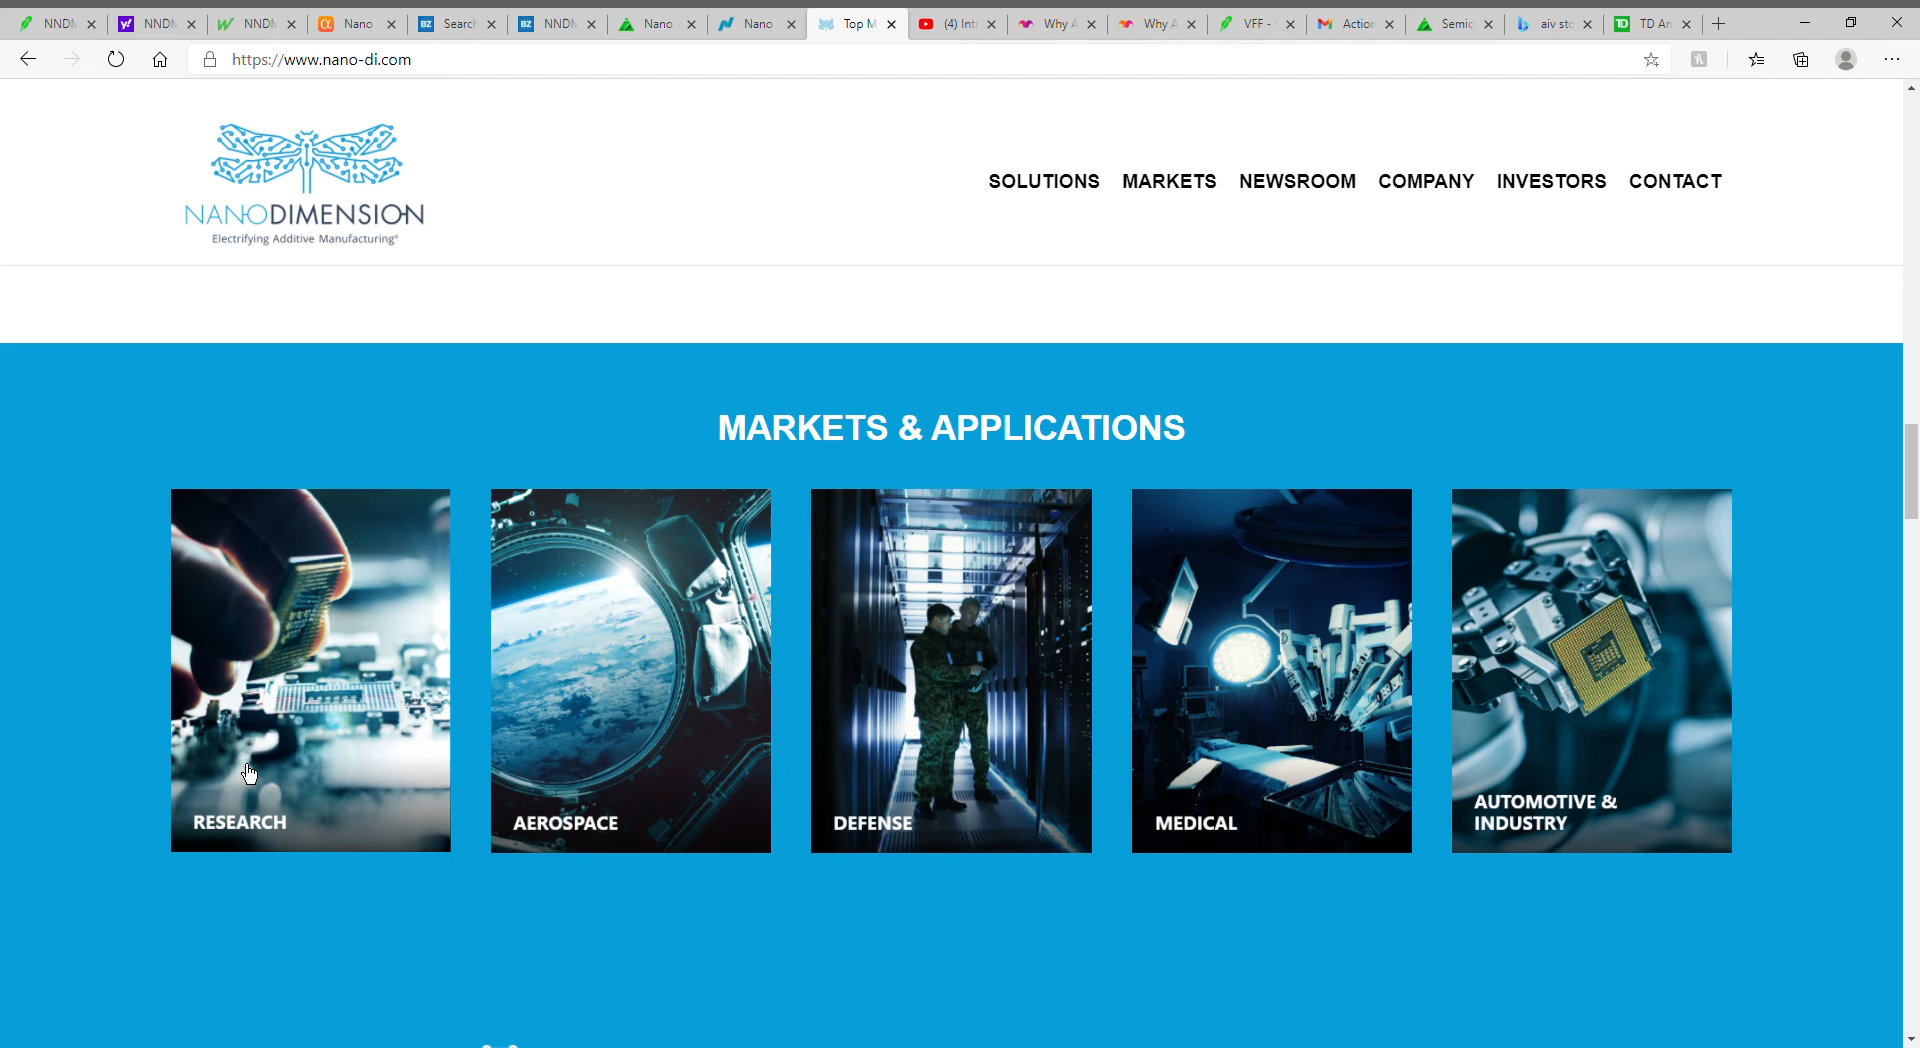 NNDM
NNDM
NNDM
Nano
Search
NNDM
Nano
Nano
Top M
(4) Int
Why A
Why A
VFF -
Action
Semic
aiv sto
TD Am
https://www.nano-di.com
NANODIMENSION
Electrifying Additive Manufacturing®
SOLUTIONS MARKETS NEWSROOM COMPANY INVESTORS CONTACT
MARKETS & APPLICATIONS
RESEARCH
AEROSPACE
DEFENSE
MEDICAL
AUTOMOTIVE &
INDUSTRY